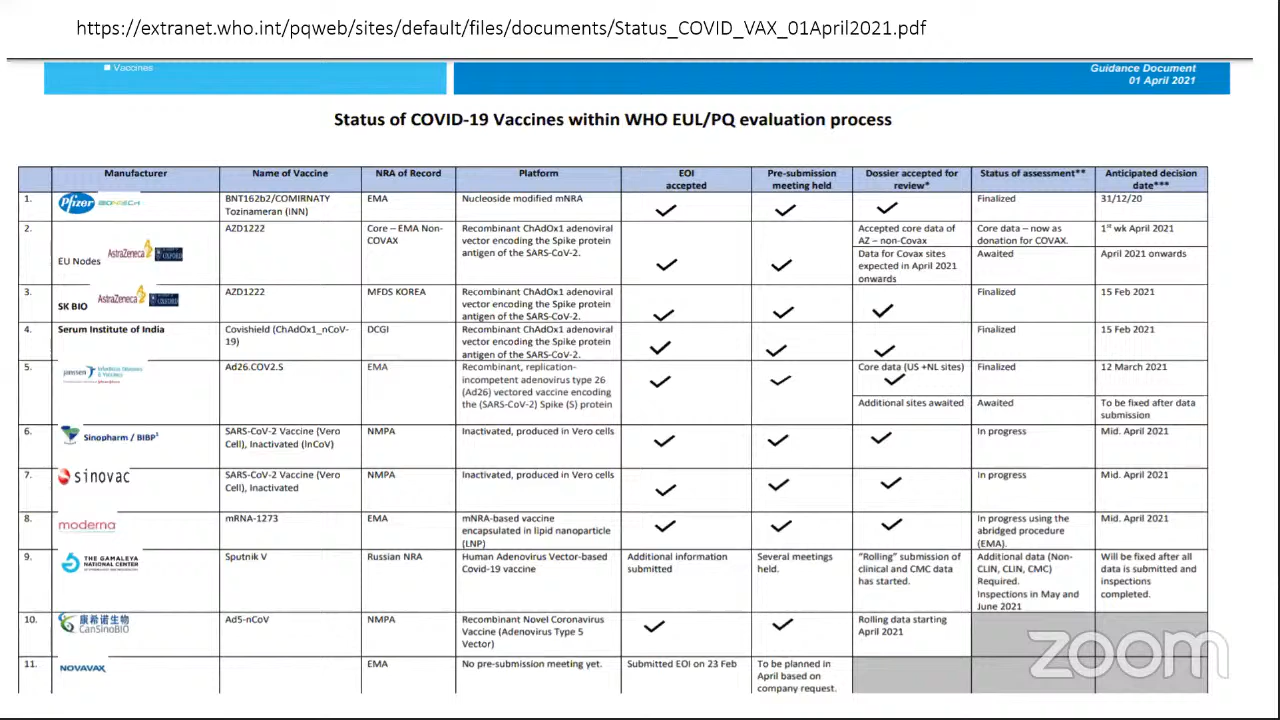 https://extranet.who.int/pqweb/sites/default/files/documents/Status_COVID_VAX_01April2021.pdf
Vaccines
Guidance Document
01 April 2021
Status of COVID-19 Vaccines within WHO EUL/PQ evaluation process
Manufacturer
Name of Vaccine
NRA of Record
Platform
EOI
accepted
Pre-submission
meeting held
Dossier accepted for
review*
Status of assessment**
Anticipated decision
date***
1.
Pfizer BIONTECH
BNT162b2/COMIRNATY
Tozinameran (INN)
EMA
Nucleoside modified mNRA
Finalized
31/12/20
2.
EU Nodes
AstraZeneca
OXFORD
AZD1222
Core – EMA Non-
COVAX
Recombinant ChAdOx1 adenoviral
vector encoding the Spike protein
antigen of the SARS-CoV-2.
Accepted core data of
AZ – non-Covax
Core data – now as
donation for COVAX.
1st wk April 2021
Data for Covax sites
expected in April 2021
onwards
Awaited
April 2021 onwards
3.
SK BIO
AstraZeneca
OXFORD
AZD1222
MFDS KOREA
Recombinant ChAdOx1 adenoviral
vector encoding the Spike protein
antigen of the SARS-CoV-2.
Finalized
15 Feb 2021
4.
Serum Institute of India
Covishield (ChAdOx1_nCoV-
19)
DCGI
Recombinant ChAdOx1 adenoviral
vector encoding the Spike protein
antigen of the SARS-CoV-2.
Finalized
15 Feb 2021
5.
janssen Infectious Diseases
& Vaccines
Ad26.COV2.S
EMA
Recombinant, replication-
incompetent adenovirus type 26
(Ad26) vectored vaccine encoding
the (SARS-CoV-2) Spike (S) protein
Core data (US +NL sites)
Finalized
12 March 2021
Additional sites awaited
Awaited
To be fixed after data
submission
6.
Sinopharm / BIBP1
SARS-CoV-2 Vaccine (Vero
Cell), Inactivated (lnCoV)
NMPA
Inactivated, produced in Vero cells
In progress
Mid. April 2021
7.
sinovac
SARS-CoV-2 Vaccine (Vero
Cell), Inactivated
NMPA
Inactivated, produced in Vero cells
In progress
Mid. April 2021
8.
moderna
mRNA-1273
EMA
mNRA-based vaccine
encapsulated in lipid nanoparticle
(LNP)
In progress using the
abridged procedure
(EMA).
Mid. April 2021
9.
THE GAMALEYA
NATIONAL CENTER
Sputnik V
Russian NRA
Human Adenovirus Vector-based
Covid-19 vaccine
Additional information
submitted
Several meetings
held.
“Rolling” submission of
clinical and CMC data
has started.
Additional data (Non-
CLIN, CLIN, CMC)
Required.
Inspections in May and
June 2021
Will be fixed after all
data is submitted and
inspections
completed.
10.
康希诺生物
CanSinoBIO
Ad5-nCoV
NMPA
Recombinant Novel Coronavirus
Vaccine (Adenovirus Type 5
Vector)
Rolling data starting
April 2021
11.
NOVAVAX
EMA
No pre-submission meeting yet.
Submitted EOI on 23 Feb
To be planned in
April based on
company request.
zoom